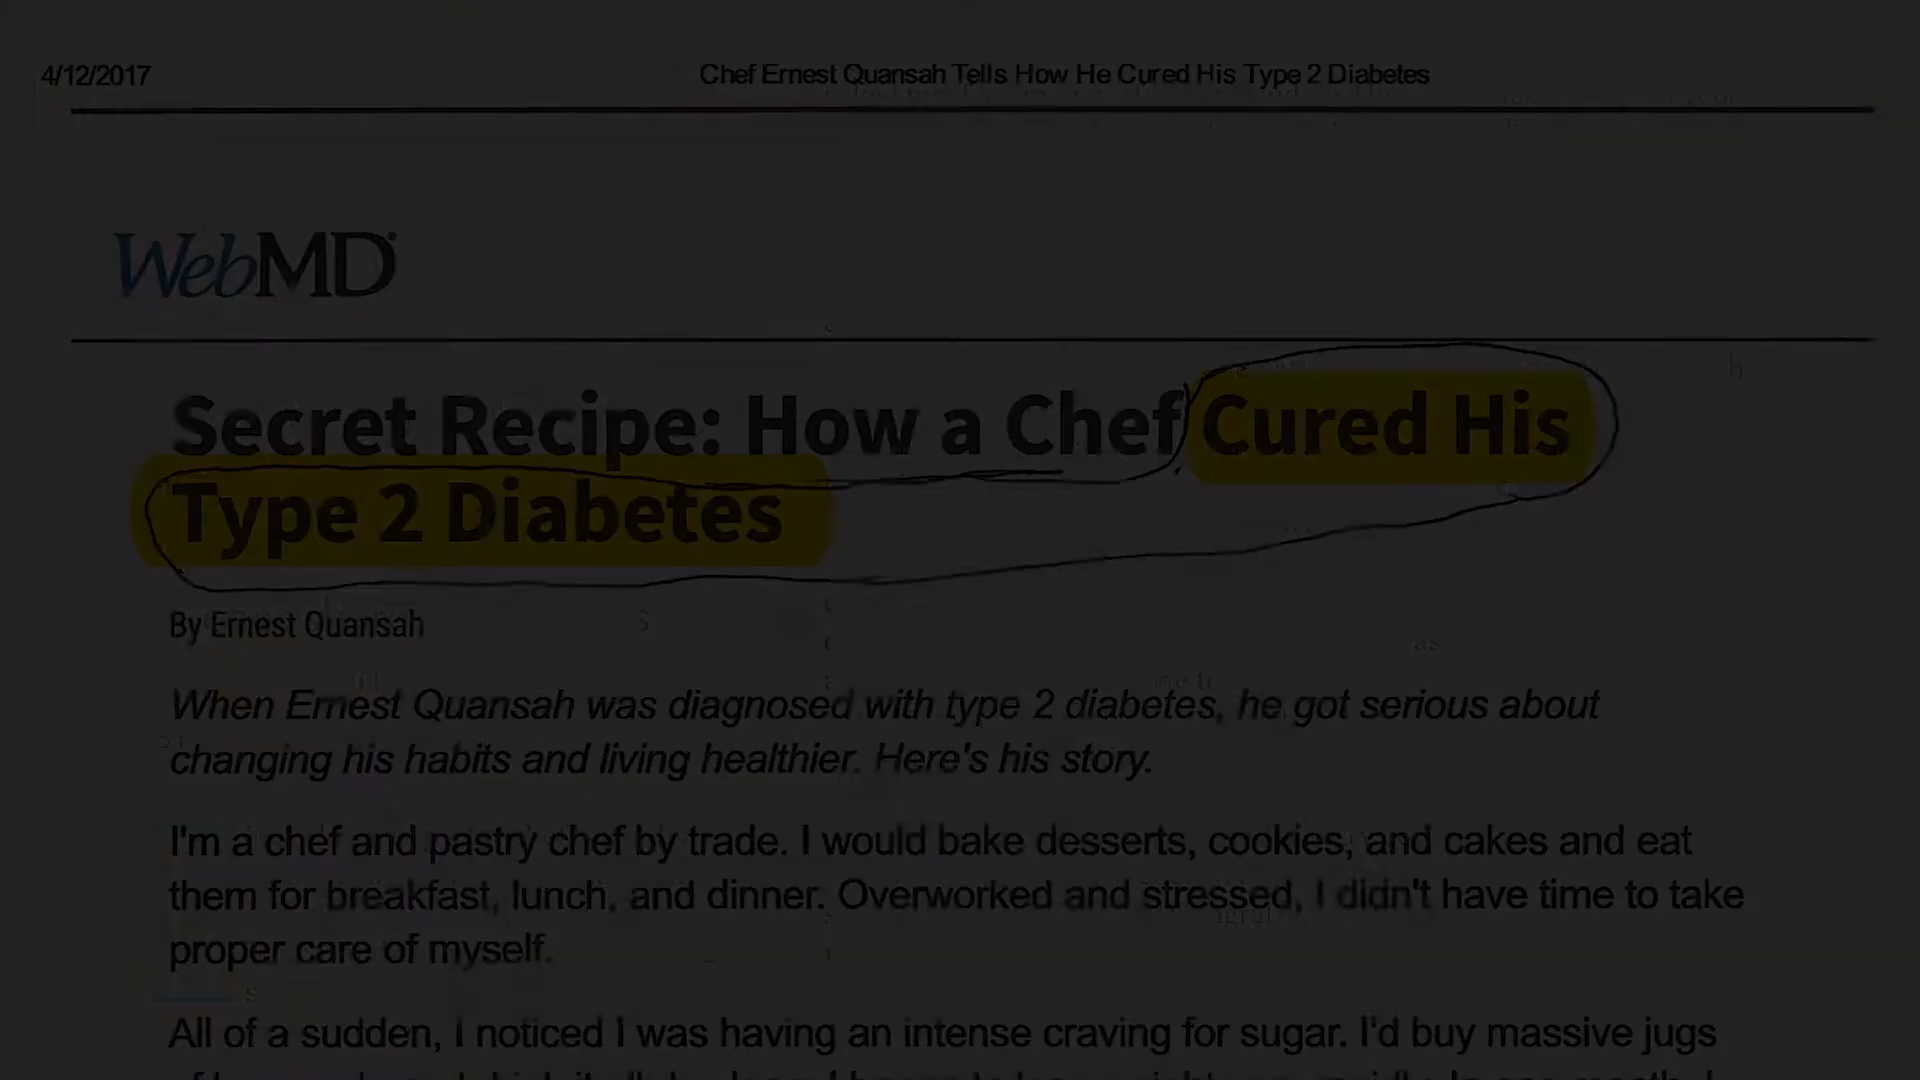 4/12/2017 Chef Ernest Quansah Tells How He Cured His Type 2 Diabetes
WebMD
Secret Recipe: How a Chef Cured His
Type 2 Diabetes
By Ernest Quansah
When Ernest Quansah was diagnosed with type 2 diabetes, he got serious about
changing his habits and living healthier. Here's his story.
I'm a chef and pastry chef by trade. I would bake desserts, cookies, and cakes and eat
them for breakfast, lunch, and dinner. Overworked and stressed, I didn't have time to take
proper care of myself.
All of a sudden, I noticed I was having an intense craving for sugar. I'd buy massive jugs